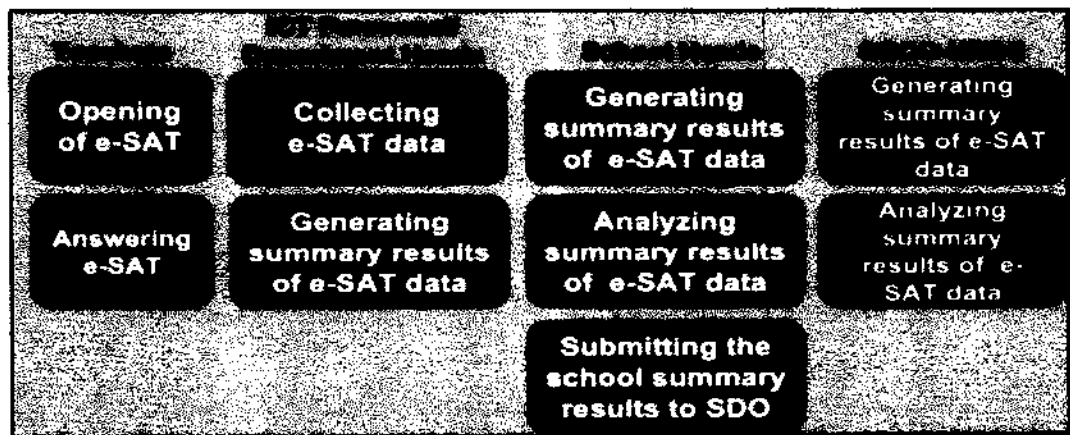 Opening
of e-SAT
Answering
e-SAT
Collecting
e-SAT data
Generating
summary results
of e-SAT data
School Heads
Generating
summary results
of e-SAT data
Analyzing
summary results
of e-SAT data
Submitting the
school summary
results to SDO
Generating
summary
results of e-SAT
data
Analyzing
summary
results of e-
SAT data